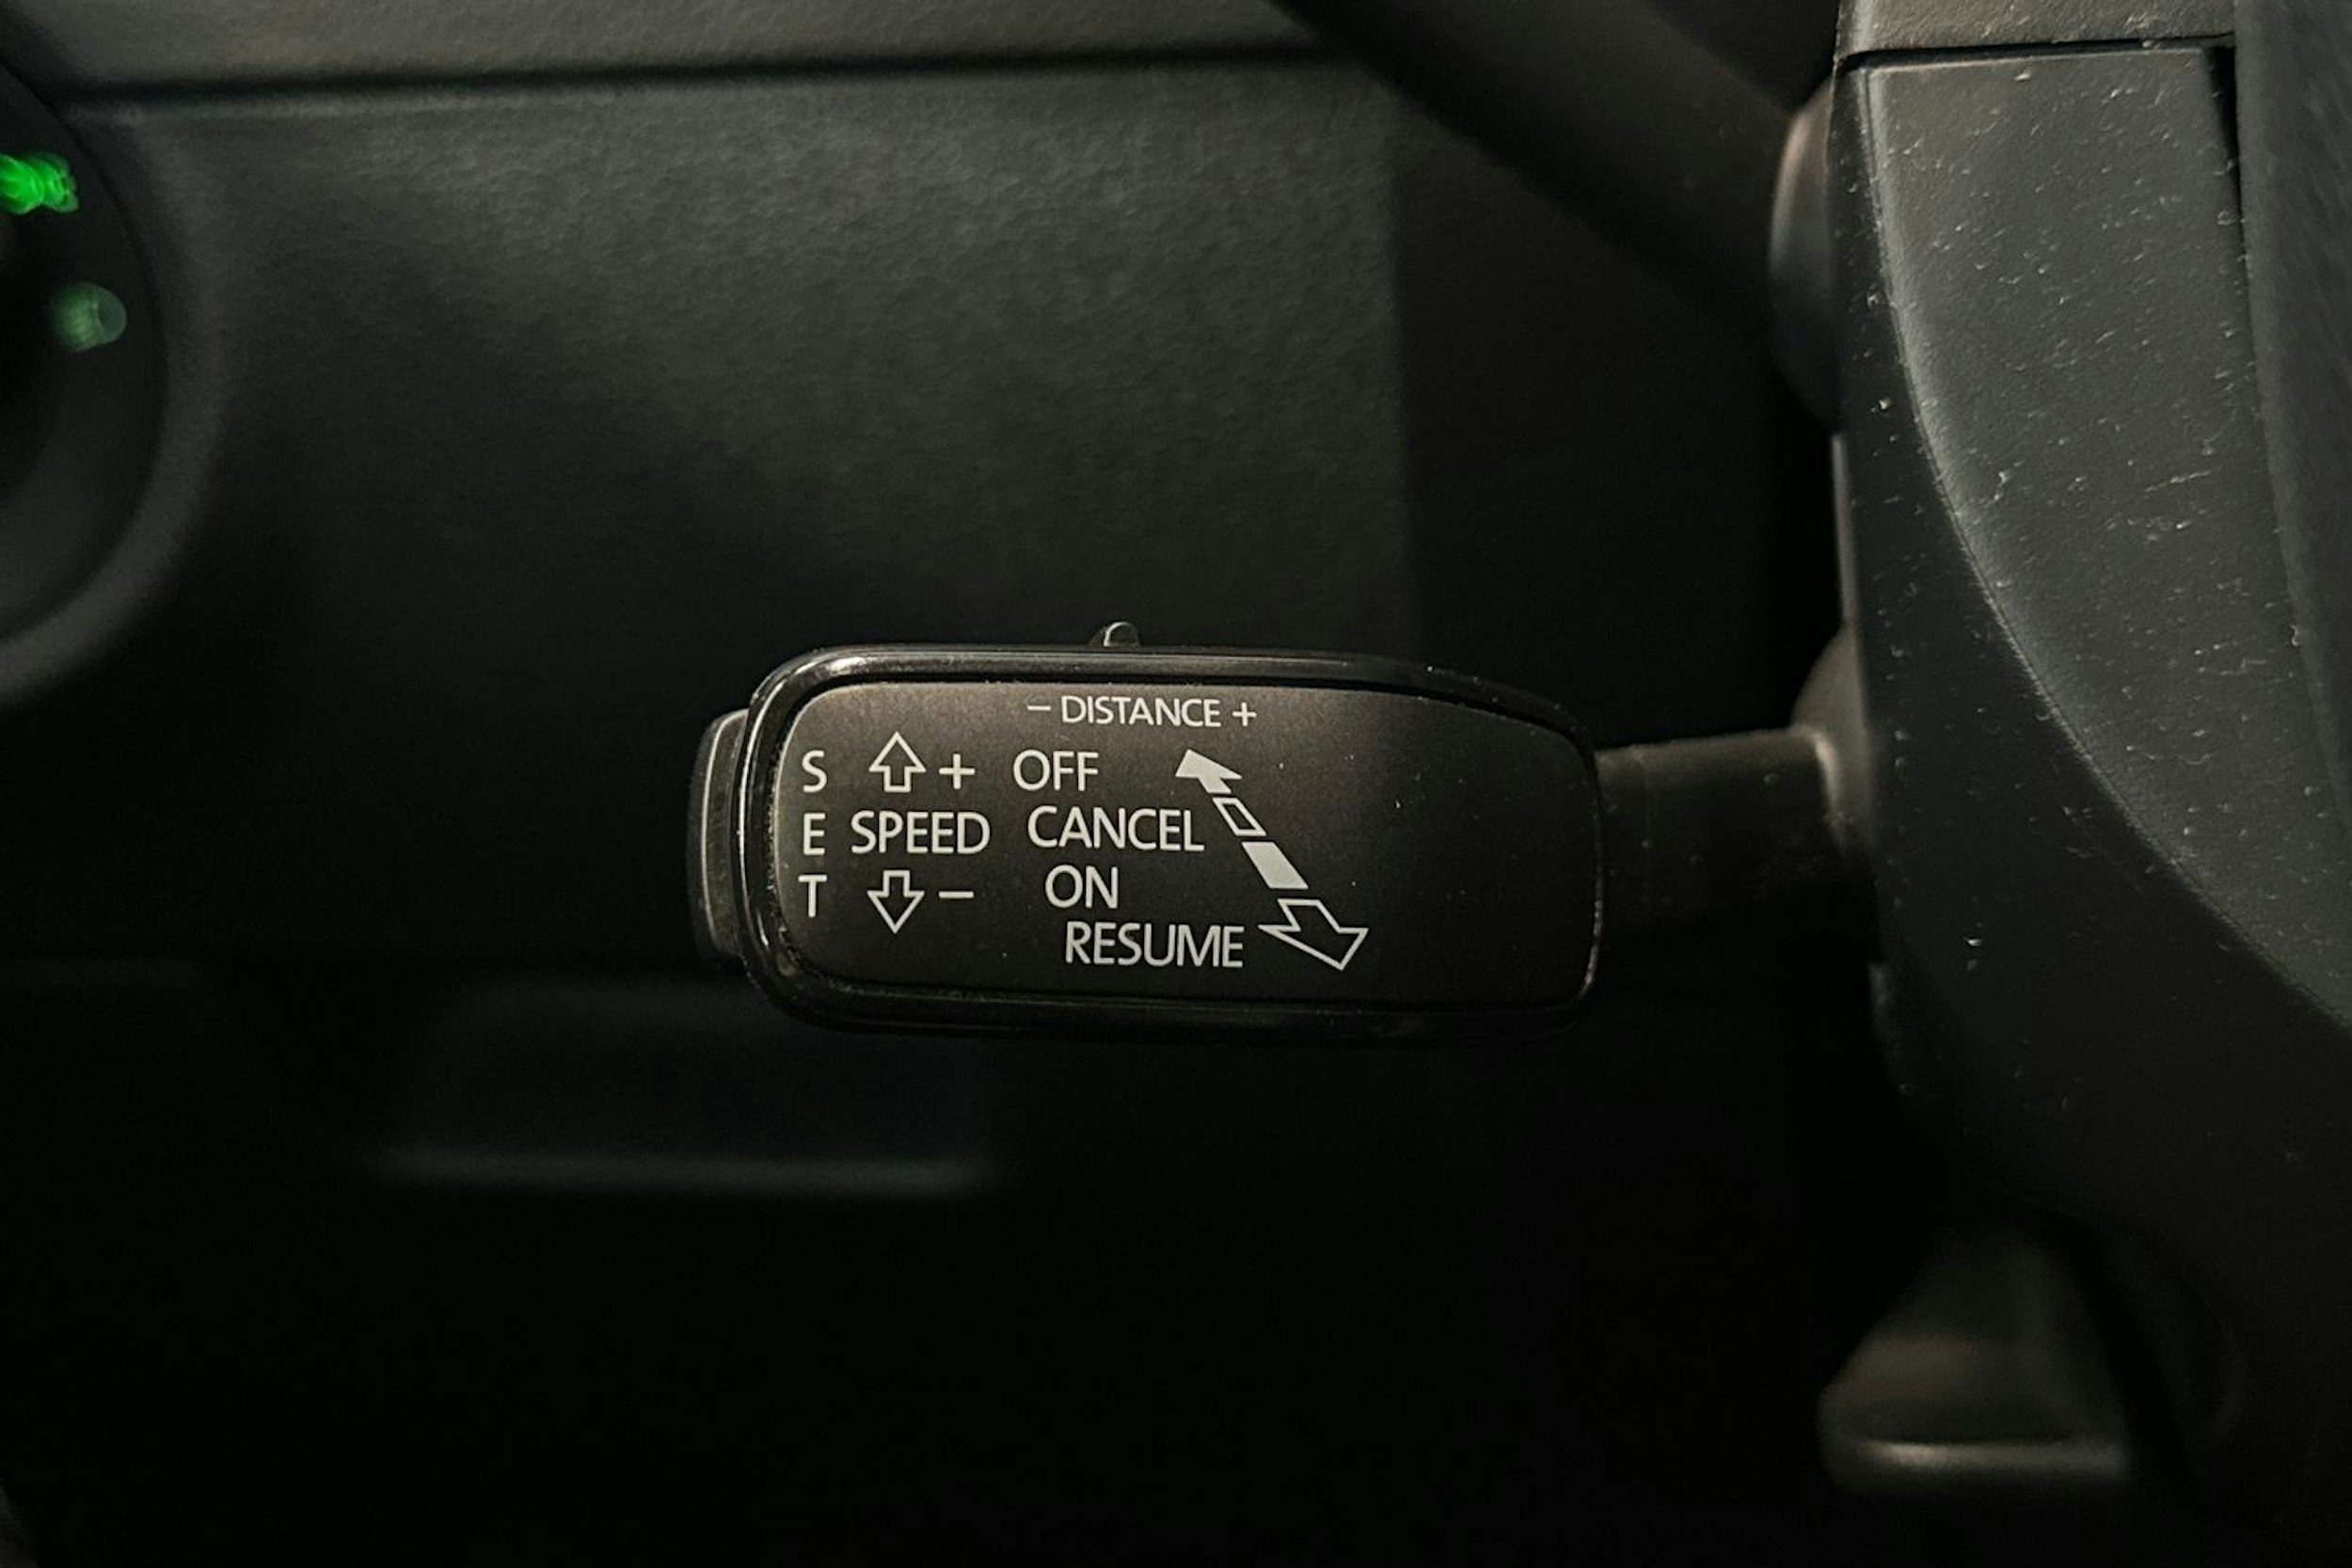 − DISTANCE +
S + OFF
E SPEED CANCEL
T − ON
RESUME